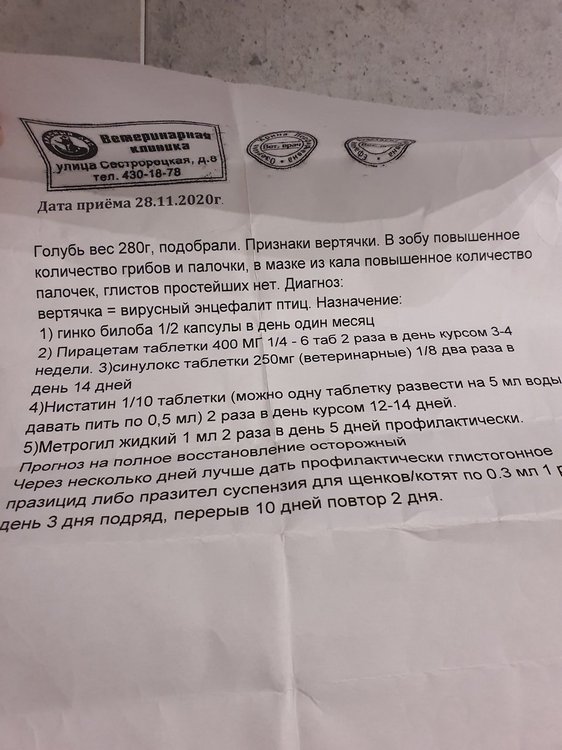 Ветеринарная
клиника
улица Сестрорецкая, д.8
тел. 430-18-78
Вет. врач
Дата приёма 28.11.2020г.
Голубь вес 280г, подобрали. Признаки вертячки. В зобу повышенное
количество грибов и палочки, в мазке из кала повышенное количество
палочек, глистов простейших нет. Диагноз:
вертячка = вирусный энцефалит птиц. Назначение:
1) гинко билоба 1/2 капсулы в день один месяц
2) Пирацетам таблетки 400 МГ 1/4 - 6 таб 2 раза в день курсом 3-4
недели. 3)синулокс таблетки 250мг (ветеринарные) 1/8 два раза в
день 14 дней
4)Нистатин 1/10 таблетки (можно одну таблетку развести на 5 мл воды
давать пить по 0,5 мл) 2 раза в день курсом 12-14 дней.
5)Метрогил жидкий 1 мл 2 раза в день 5 дней профилактически.
Прогноз на полное восстановление осторожный
Через несколько дней лучше дать профилактически глистогонное
празицид либо празител суспензия для щенков/котят по 0.3 мл 1 р
день 3 дня подряд, перерыв 10 дней повтор 2 дня.